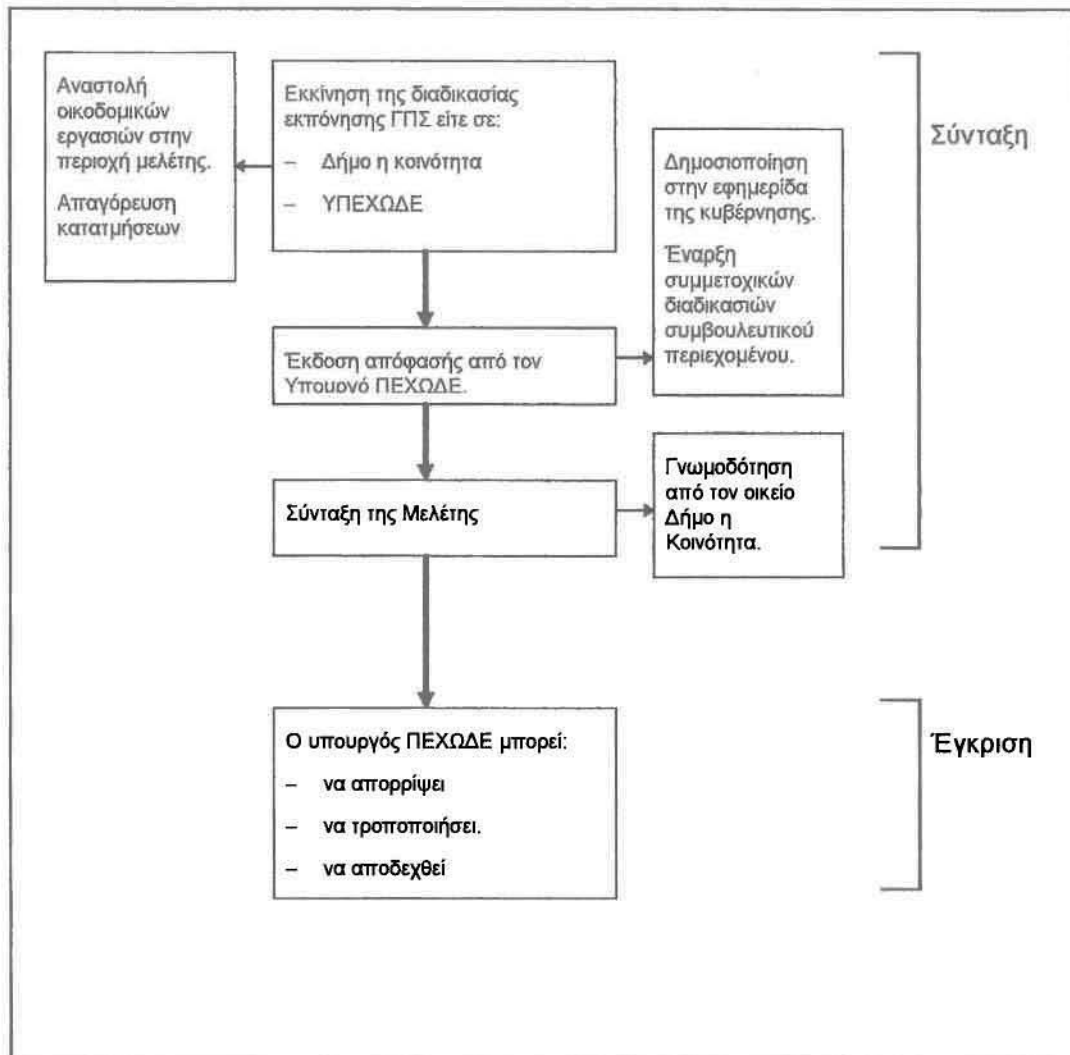 Αναστολή
οικοδομικών
εργασιών στην
περιοχή μελέτης.
Απαγόρευση
κατατμήσεων
Εκκίνηση της διαδικασίας
εκπόνησης ΓΠΣ είτε σε:
– Δήμο η κοινότητα
– ΥΠΕΧΩΔΕ
Δημοσιοποίηση
στην εφημερίδα
της κυβέρνησης.
Έναρξη
συμμετοχικών
διαδικασιών
συμβουλευτικού
περιεχομένου.
Σύνταξη
Έκδοση απόφασής από τον
Υπουργό ΠΕΧΩΔΕ.
Σύνταξη της Μελέτης
Γνωμοδότηση
από τον οικείο
Δήμο η
Κοινότητα.
Ο υπουργός ΠΕΧΩΔΕ μπορεί:
– να απορρίψει
– να τροποποιήσει.
– να αποδεχθεί
Έγκριση